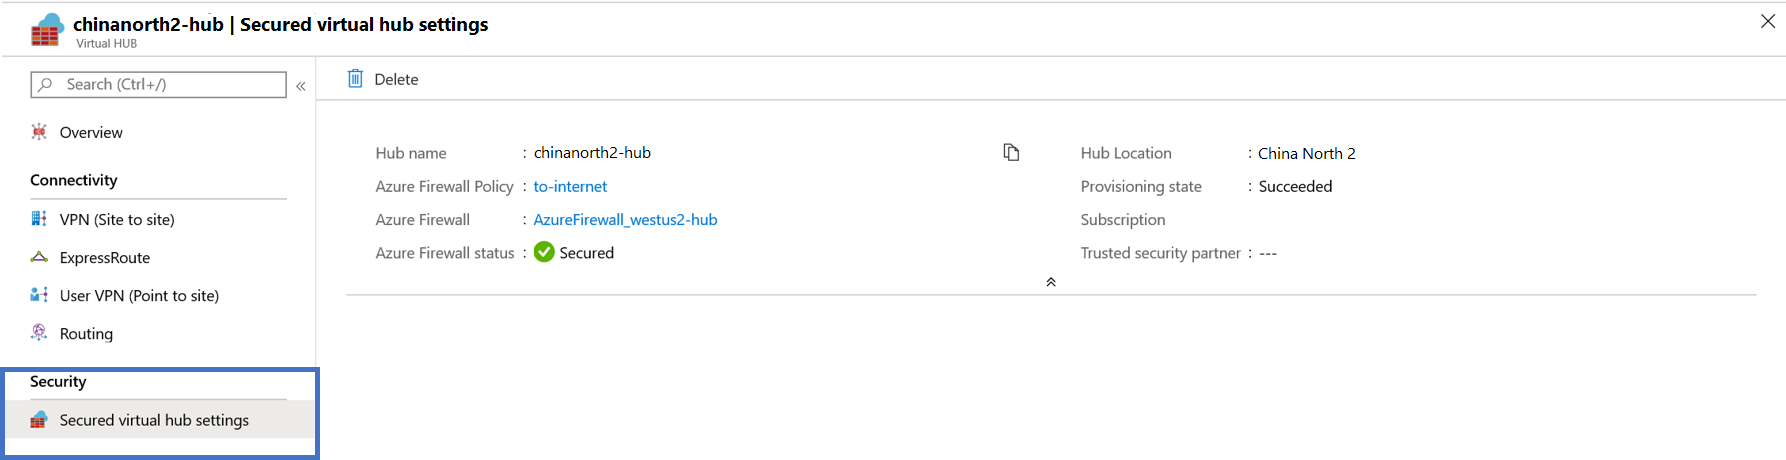 chinanorth2-hub | Secured virtual hub settings
Virtual HUB
Search (Ctrl+/)
«
Delete
Overview
Connectivity
VPN (Site to site)
ExpressRoute
User VPN (Point to site)
Routing
Security
Secured virtual hub settings
Hub name : chinanorth2-hub
Azure Firewall Policy : to-internet
Azure Firewall : AzureFirewall_westus2-hub
Azure Firewall status : Secured
Hub Location : China North 2
Provisioning state : Succeeded
Subscription
Trusted security partner : ---